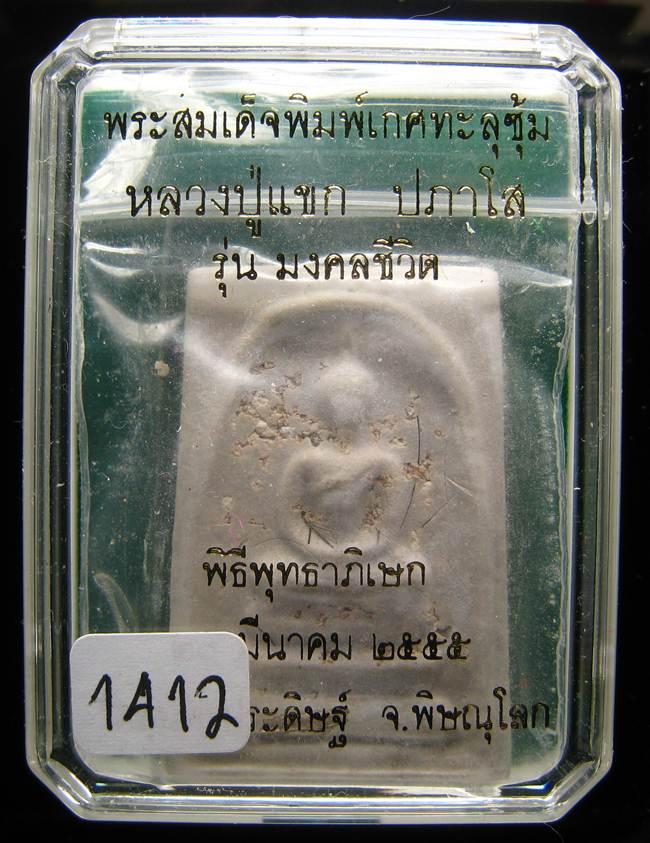 พระสมเด็จพิมพ์เกศทะลุซุ้ม
หลวงปู่แขก ปภาโส
รุ่น มงคลชีวิต
พิธีพุทธาภิเษก
มีนาคม ๒๕๕๕
ระดิษฐ์ จ.พิษณุโลก
1412